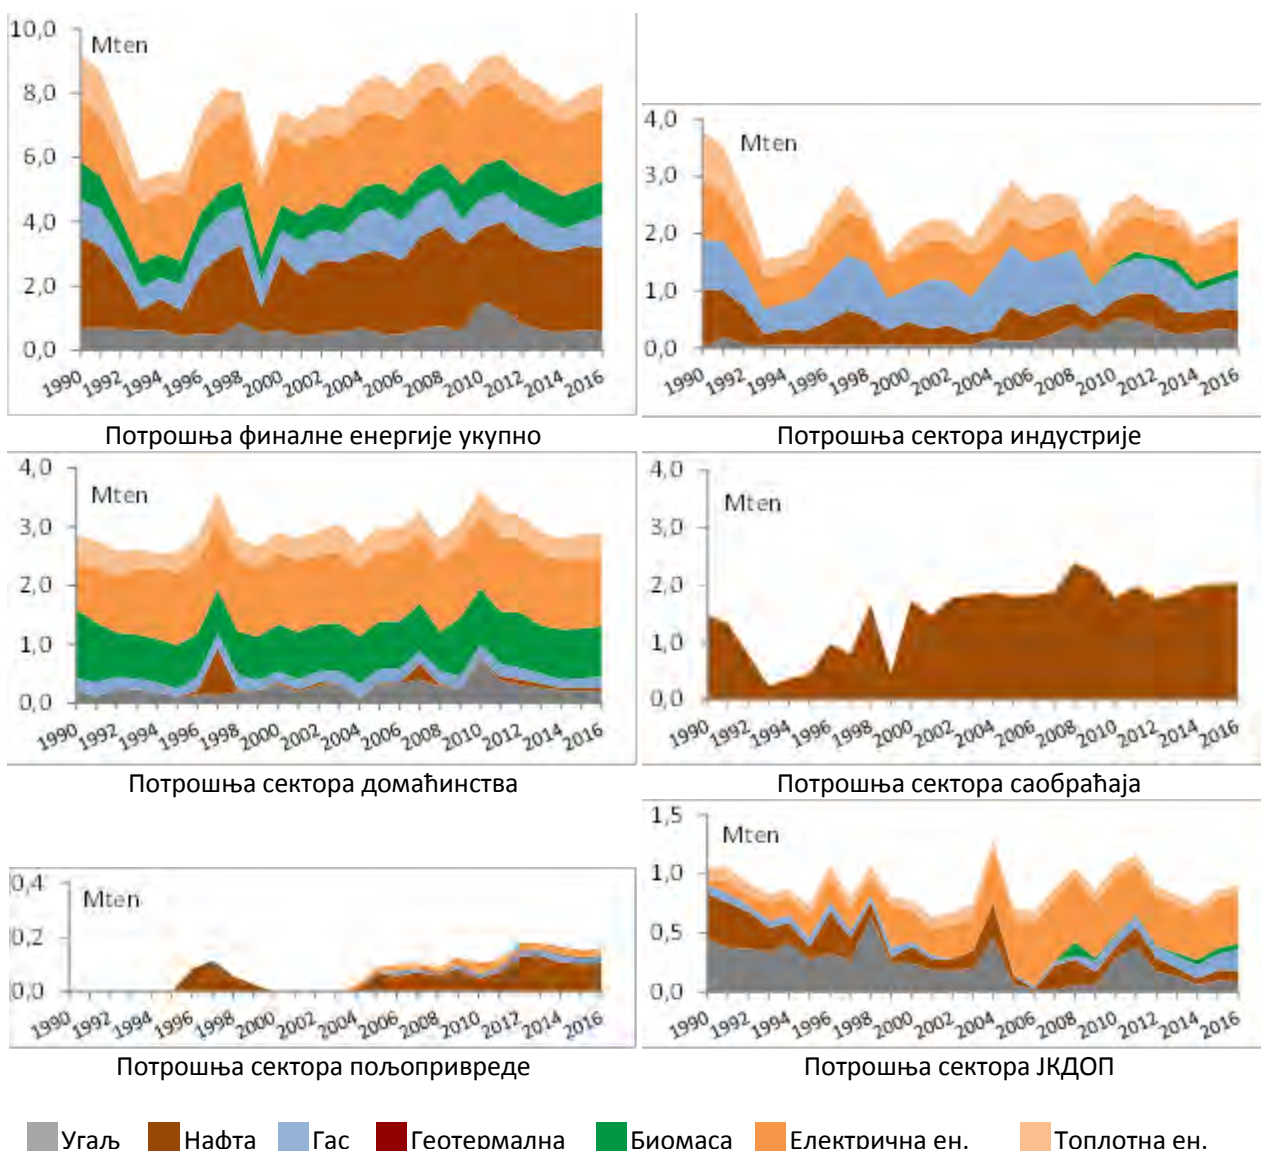 10,0
Mten
8,0
6,0
4,0
2,0
0,0
1990 1992 1994 1996 1998 2000 2002 2004 2006 2008 2010 2012 2014 2016
Потрошња финалне енергије укупно
4,0
Mten
3,0
2,0
1,0
0,0
1990 1992 1994 1996 1998 2000 2002 2004 2006 2008 2010 2012 2014 2016
Потрошња сектора индустрије
4,0
Mten
3,0
2,0
1,0
0,0
1990 1992 1994 1996 1998 2000 2002 2004 2006 2008 2010 2012 2014 2016
Потрошња сектора домаћинства
4,0
Mten
3,0
2,0
1,0
0,0
1990 1992 1994 1996 1998 2000 2002 2004 2006 2008 2010 2012 2014 2016
Потрошња сектора саобраћаја
0,4
Mten
0,2
0,0
1990 1992 1994 1996 1998 2000 2002 2004 2006 2008 2010 2012 2014 2016
Потрошња сектора пољопривреде
1,5
Mten
1,0
0,5
0,0
1990 1992 1994 1996 1998 2000 2002 2004 2006 2008 2010 2012 2014 2016
Потрошња сектора ЈКДОП
Угаљ Нафта Гас Геотермална Биомаса Електрична ен. Топлотна ен.